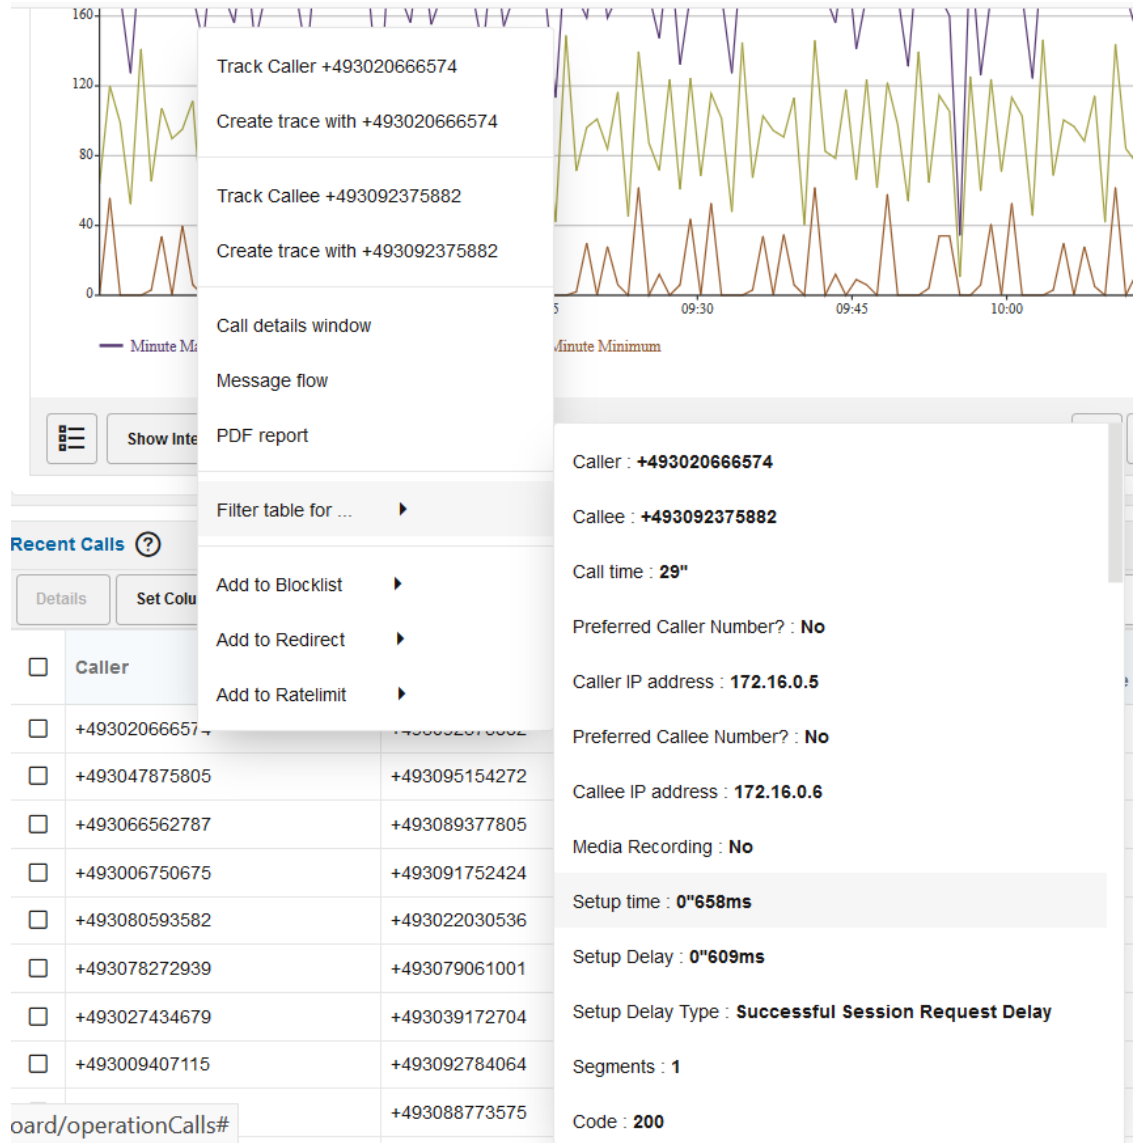 160
120
80
40
0
09:30
09:45
10:00
Minute
Minute Minimum
Track Caller +493020666574
Create trace with +493020666574
Track Callee +493092375882
Create trace with +493092375882
Call details window
Message flow
PDF report
Filter table for ...
Add to Blocklist
Add to Redirect
Add to Ratelimit
Show
Caller : +493020666574
Callee : +493092375882
Call time : 29"
Preferred Caller Number? : No
Caller IP address : 172.16.0.5
Preferred Callee Number? : No
Callee IP address : 172.16.0.6
Media Recording : No
Setup time : 0"658ms
Setup Delay : 0"609ms
Setup Delay Type : Successful Session Request Delay
Segments : 1
Code : 200
Recent Calls ?
Details
Set
Caller
+493020666574
+493047875805 +493095154272
+493066562787 +493089377805
+493006750675 +493091752424
+493080593582 +493022030536
+493078272939 +493079061001
+493027434679 +493039172704
+493009407115 +493092784064
+493088773575
oard/operationCalls#